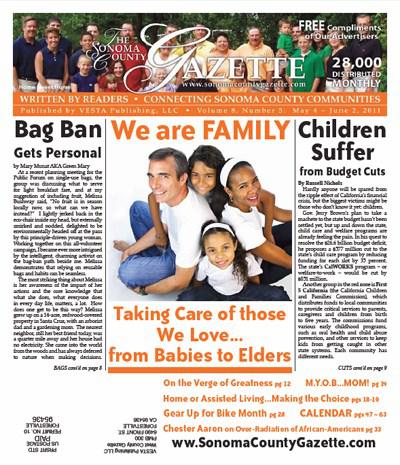 FREE Compliments
of Our Advertisers
THE
SONOMA
COUNTY
GAZETTE
www.sonomacountygazette.com
28,000
DISTRIBUTED
MONTHLY
WRITTEN BY READERS • CONNECTING SONOMA COUNTY COMMUNITIES
Published by VESTA Publishing, LLC • Volume 8, Number 5: May 4 - June 2, 2011
Bag Ban
Gets Personal
by Mary Munat AKA Green Mary
At a recent planning meeting for the
Public Forum on single-use bags, the
group was discussing what to serve
for light breakfast fare, and at my
suggestion of including fruit, Melissa
Bushway said, "No fruit is in season
locally now, so what can we have
instead?" I lightly jerked back in the
eco-chair inside my head, but externally
smirked and nodded, delighted to be
environmentally headed off at the pass
by this principle-driven young woman.
Working together on this all-volunteer
campaign, I became ever more intrigued
by the intelligent, charming activist on
the bag-ban path beside me. Melissa
demonstrates that relying on reusable
bags and habits can be seamless.
The most striking thing about Melissa
is her awareness of the impact of her
actions and the core knowledge that
what she does, what everyone does
in every day life, matters, a lot. How
does one get to be this way? Melissa
grew up on a 16-acre, redwood-covered
property in Santa Cruz, with an arborist
dad and a gardening mom. The nearest
neighbor, still her best friend today, was
a quarter mile away and her house had
no electricity. She came into the world
from the woods and has always deferred
to nature when making decisions.
BAGS cont'd on page 8
We are FAMILY
Taking Care of those
We Love...
from Babies to Elders
Children
Suffer
from Budget Cuts
By Russell Nichols
Hardly anyone will be spared from
the ripple effect of California's financial
crisis, but the biggest victims might be
those who don't know it yet: children.
Gov. Jerry Brown's plan to take a
machete to the state budget hasn't been
settled yet, but up and down the state,
child care and welfare programs are
already feeling the pain. In his quest to
resolve the $26.6 billion budget deficit,
he proposes a $577 million cut to the
state's child care program by reducing
funding for each slot by 35 percent.
The state's CalWORKS program - or
welfare-to-work - would be cut by
Another group in the red zone is First
5 California (the California Children
and Families Commission), which
distributes funds to local communities
to provide critical services to parents,
caregivers and children from birth
to five years. The commissions fund
various early childhood programs,
such as oral health and child abuse
prevention, and other services to keep
kids from getting caught in other
state systems. Each community has
different needs.
CUTS cont'd on page 9
On the Verge of Greatness pg 12
M.Y.O.B...MOM! pg 14
Home or Assisted Living...Making the Choice pgs 18-19
Gear Up for Bike Month pg 28
CALENDAR pgs 47 - 63
Chester Aaron on Over-Radiation of African-Americans pg 33
www.SonomaCountyGazette.com
VESTA Publishing, LLC
West County Gazette
6490 FRONT ST.
PMB 300
FORESTVILLE
CA 95436
PRSRT STD
US POSTAGE
PAID
PERMIT NO. 10
FORESTVILLE
95436